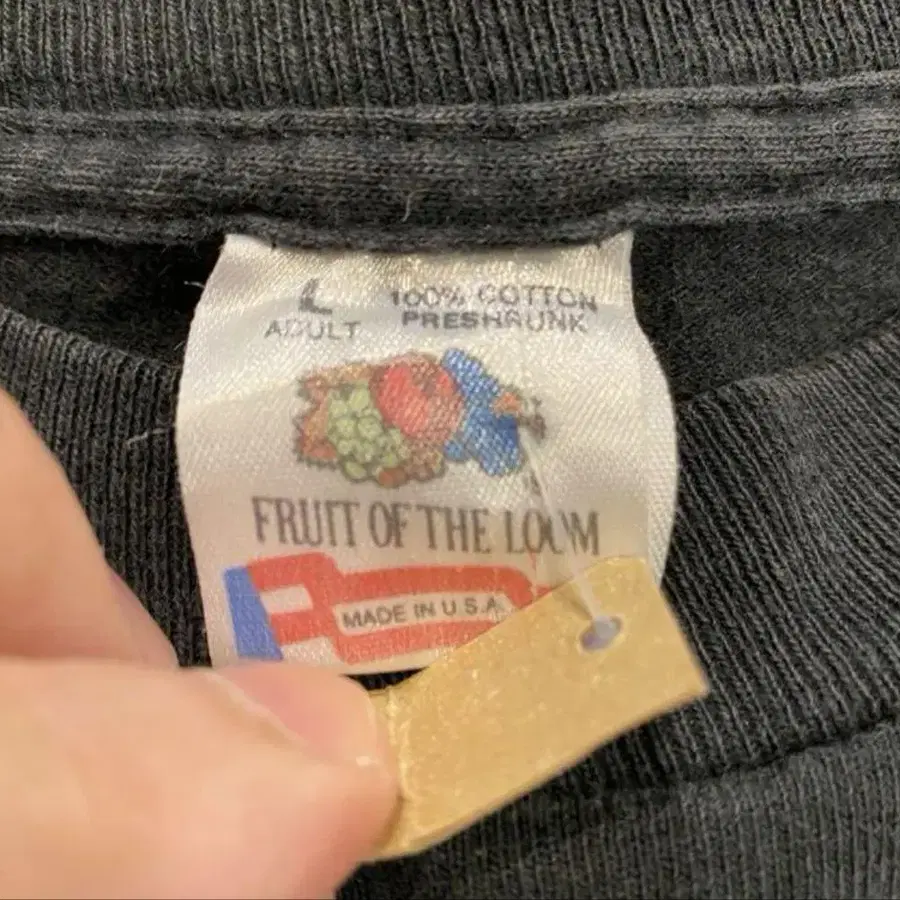 L 100% COTTON
ADULT PRESHRUNK
FRUIT OF THE LOOM
MADE IN U.S.A.